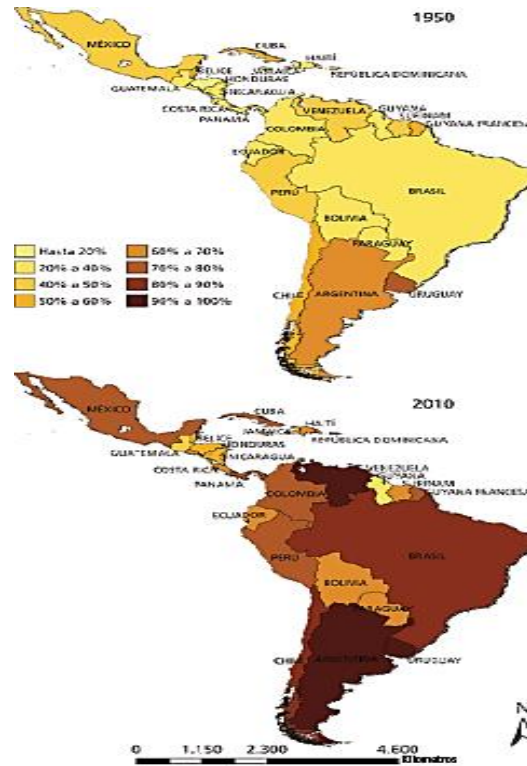 1950
MÉXICO
CUBA
HAITÍ
BELICE
JAMAICA
REPÚBLICA DOMINICANA
HONDURAS
GUATEMALA
NICARAGUA
COSTA RICA
PANAMÁ
VENEZUELA
GUYANA
SURINAM
GUYANA FRANCESA
COLOMBIA
ECUADOR
PERÚ
BRASIL
BOLIVIA
PARAGUAY
CHILE
ARGENTINA
URUGUAY
Hasta 20%
20% a 40%
40% a 50%
50% a 60%
60% a 70%
70% a 80%
80% a 90%
90% a 100%
2010
MÉXICO
CUBA
HAITÍ
JAMAICA
BELICE
REPÚBLICA DOMINICANA
HONDURAS
GUATEMALA
NICARAGUA
COSTA RICA
PANAMÁ
VENEZUELA
GUYANA
SURINAM
GUYANA FRANCESA
COLOMBIA
ECUADOR
PERÚ
BRASIL
BOLIVIA
PARAGUAY
CHILE
ARGENTINA
URUGUAY
N
0 1.150 2.300 4.600
Kilometros